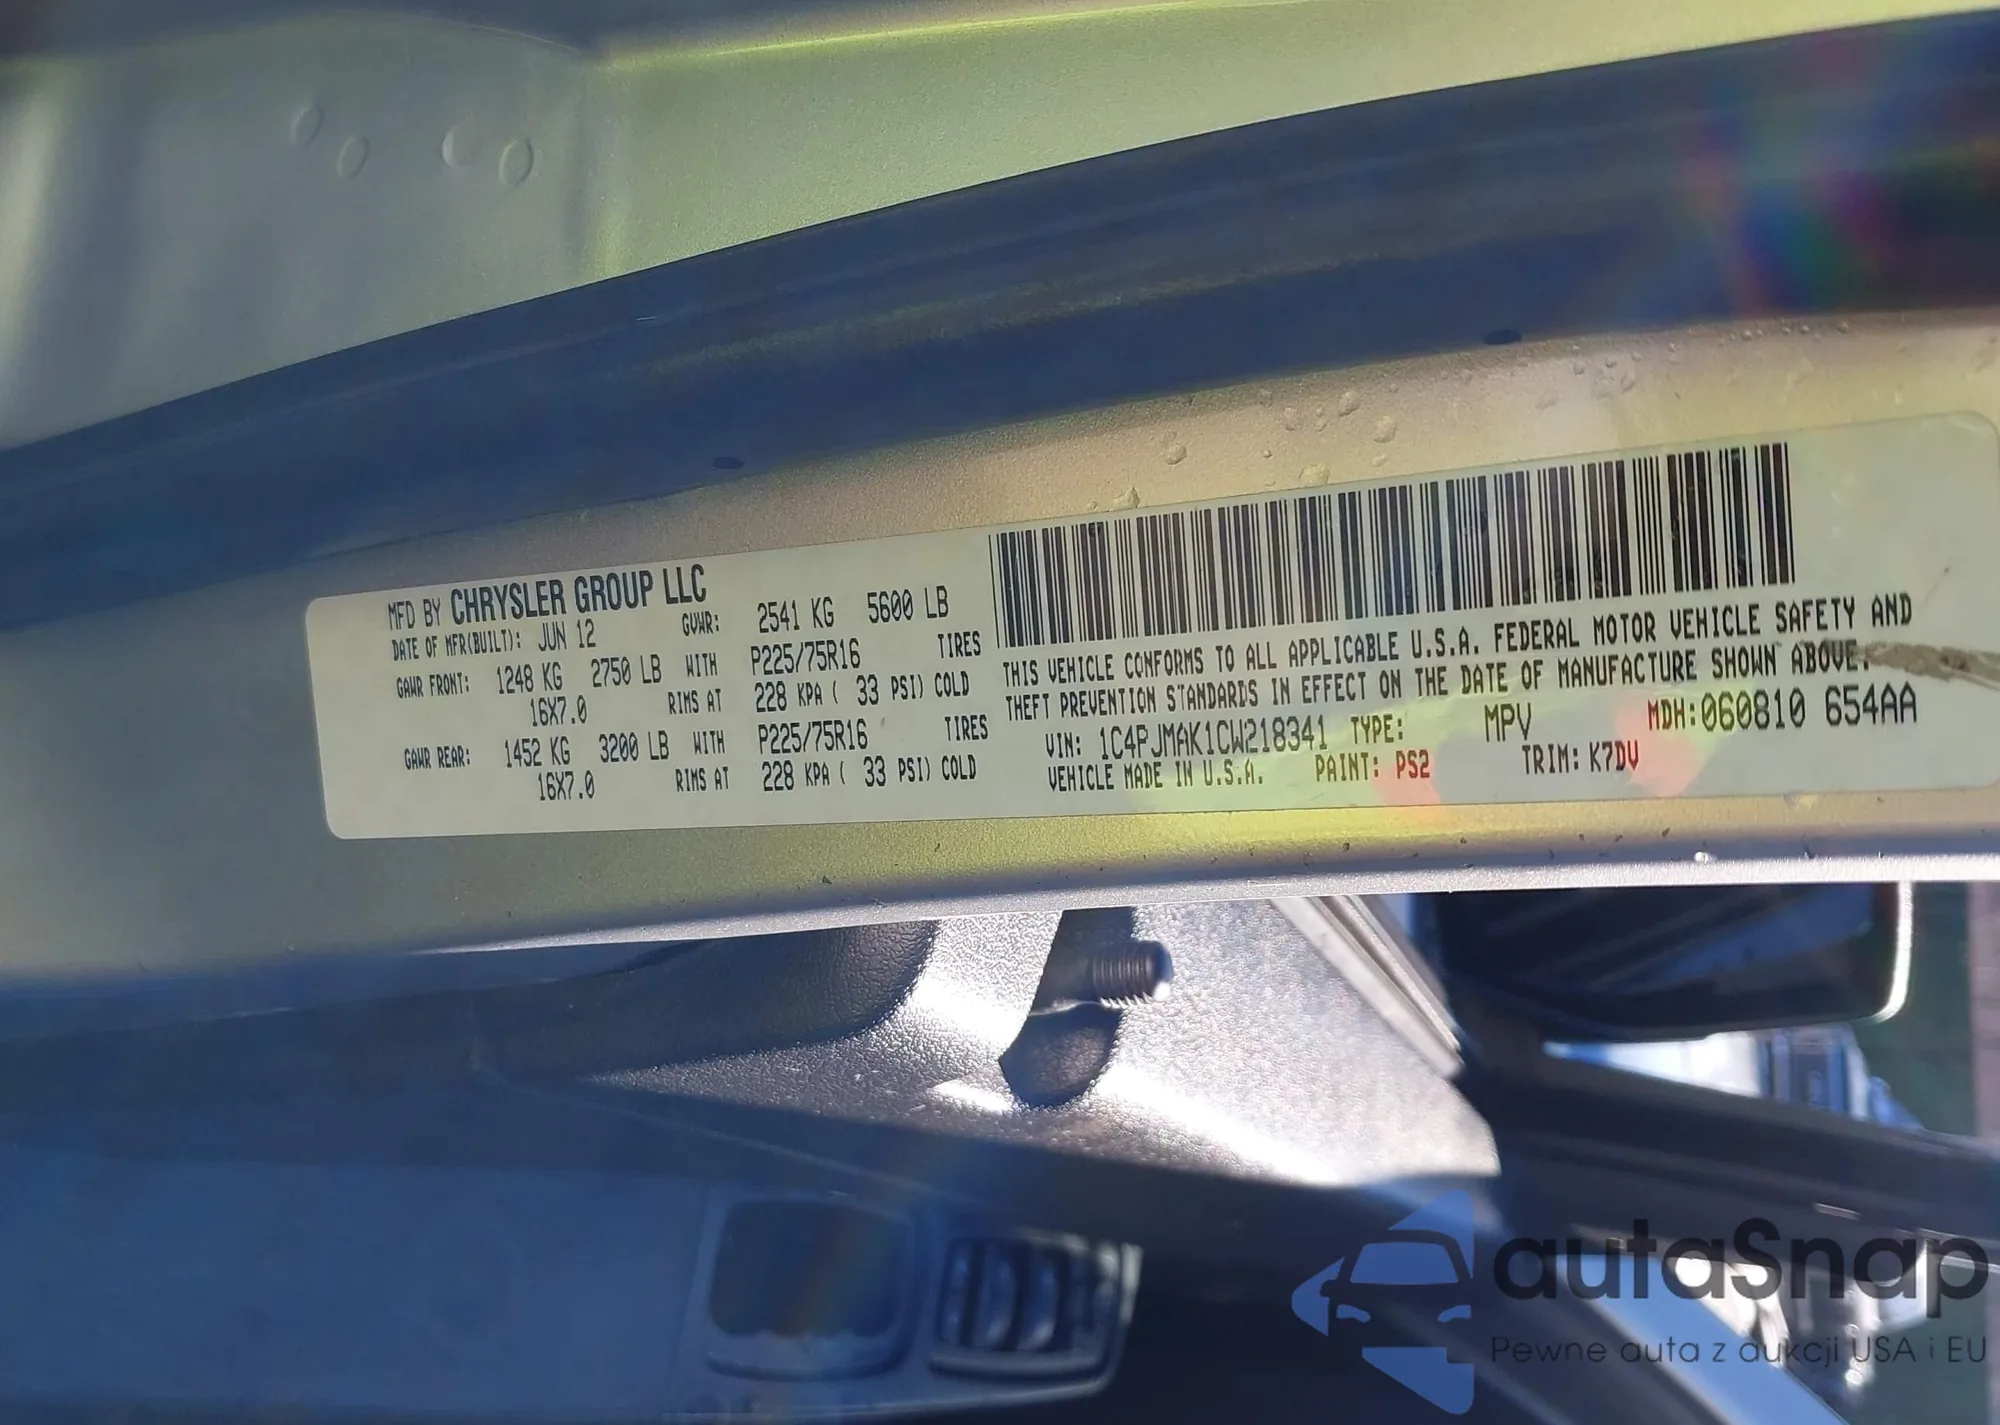 MFD BY CHRYSLER GROUP LLC
DATE OF MFR(BUILT): JUN 12 GVWR: 2541 KG 5600 LB
GAWR FRONT: 1248 KG 2750 LB WITH P225/75R16 TIRES
16X7.0 RIMS AT 228 KPA ( 33 PSI) COLD
GAWR REAR: 1452 KG 3200 LB WITH P225/75R16 TIRES
16X7.0 RIMS AT 228 KPA ( 33 PSI) COLD
THIS VEHICLE CONFORMS TO ALL APPLICABLE U.S.A. FEDERAL MOTOR VEHICLE SAFETY AND
THEFT PREVENTION STANDARDS IN EFFECT ON THE DATE OF MANUFACTURE SHOWN ABOVE.
VIN: 1C4PJMAK1CW218341 TYPE: MPV MDH:060810 654AA
VEHICLE MADE IN U.S.A. PAINT: PS2 TRIM: K7DV
autaSnap
Pewne auta z aukcji USA i EU